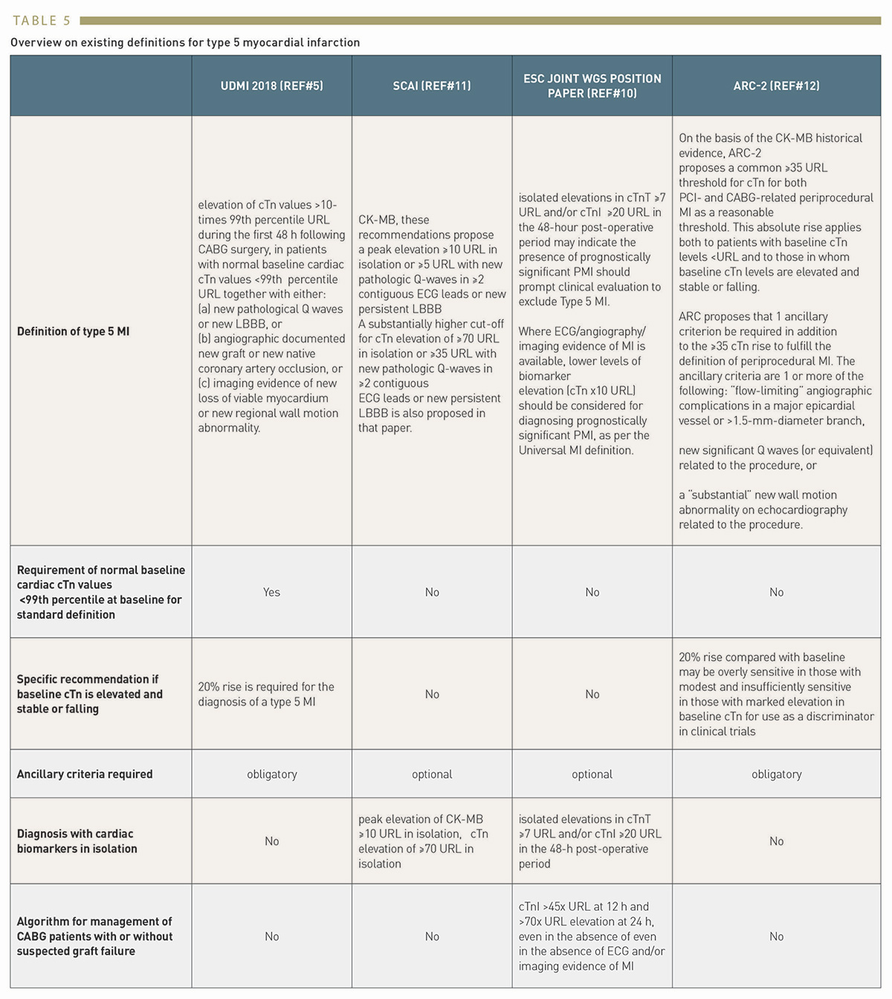 TABLE 5
Overview on existing definitions for type 5 myocardial infarction
UDMI 2018 (REF#5)
SCAI (REF#11)
ESC JOINT WGS POSITION
PAPER (REF#10)
ARC-2 (REF#12)
Definition of type 5 MI
elevation of cTn values >10-
times 99th percentile URL
during the first 48 h following
CABG surgery, in patients
with normal baseline cardiac
cTn values <99th percentile
URL together with either:
(a) new pathological Q waves
or new LBBB, or
(b) angiographic documented
new graft or new native
coronary artery occlusion, or
(c) imaging evidence of new
loss of viable myocardium
or new regional wall motion
abnormality.
CK-MB, these
recommendations propose
a peak elevation ≥10 URL in
isolation or ≥5 URL with new
pathologic Q-waves in ≥2
contiguous ECG leads or new
persistent LBBB
A substantially higher cut-off
for cTn elevation of ≥70 URL
in isolation or ≥35 URL with
new pathologic Q-waves in
≥2 contiguous
ECG leads or new persistent
LBBB is also proposed in
that paper.
isolated elevations in cTnT ≥7
URL and/or cTnI ≥20 URL in
the 48-hour post-operative
period may indicate the
presence of prognostically
significant PMI should
prompt clinical evaluation to
exclude Type 5 MI.
Where ECG/angiography/
imaging evidence of MI is
available, lower levels of
biomarker
elevation (cTn x10 URL)
should be considered for
diagnosing prognostically
significant PMI, as per the
Universal MI definition.
On the basis of the CK-MB historical
evidence, ARC-2
proposes a common ≥35 URL
threshold for cTn for both
PCI- and CABG-related periprocedural
MI as a reasonable
threshold. This absolute rise applies
both to patients with baseline cTn
levels <URL and to those in whom
baseline cTn levels are elevated and
stable or falling.
ARC proposes that 1 ancillary
criterion be required in addition
to the ≥35 cTn rise to fulfill the
definition of periprocedural MI. The
ancillary criteria are 1 or more of the
following: "flow-limiting" angiographic
complications in a major epicardial
vessel or >1.5-mm-diameter branch,
new significant Q waves (or equivalent)
related to the procedure, or
a "substantial" new wall motion
abnormality on echocardiography
related to the procedure.
Requirement of normal baseline
cardiac cTn values
<99th percentile at baseline for
standard definition
Yes
No
No
No
Specific recommendation if
baseline cTn is elevated and
stable or falling
20% rise is required for the
diagnosis of a type 5 MI
No
No
20% rise compared with baseline
may be overly sensitive in those with
modest and insufficiently sensitive
in those with marked elevation in
baseline cTn for use as a discriminator
in clinical trials
Ancillary criteria required
obligatory
optional
optional
obligatory
Diagnosis with cardiac
biomarkers in isolation
No
peak elevation of CK-MB
≥10 URL in isolation, cTn
elevation of ≥70 URL in
isolation
isolated elevations in cTnT
≥7 URL and/or cTnI ≥20 URL
in the 48-h post-operative
period
No
Algorithm for management of
CABG patients with or without
suspected graft failure
No
No
cTnI >45x URL at 12 h and
>70x URL elevation at 24 h,
even in the absence of even
in the absence of ECG and/or
imaging evidence of MI
No